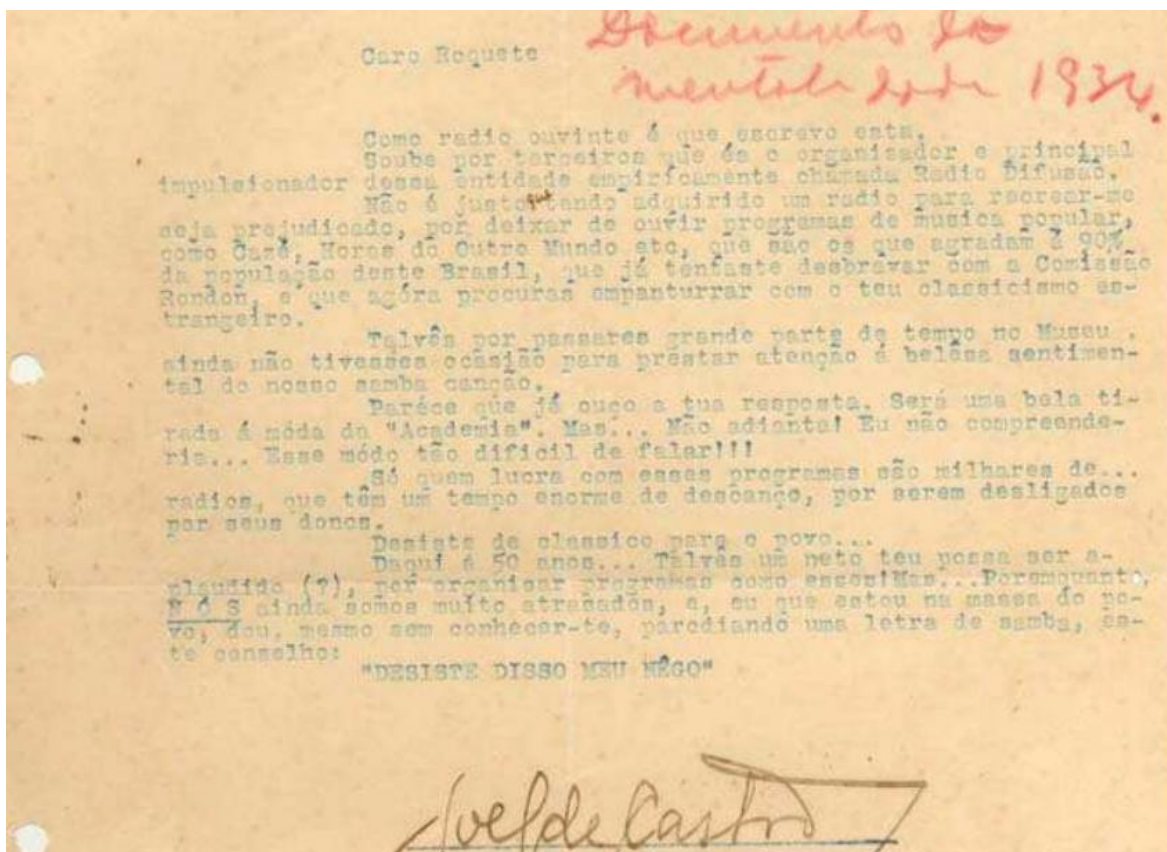 Documento da
mentalidade 1934.
Caro Roquete
Como radio ouvinte é que escrevo esta.
Soube por terceiros que és o organisador e principal
impulsionador dessa entidade empiricamente chamada Radio Difusão.
Não é justo que tendo adquirido um radio para recrear-me
seja prejudicado, por deixar de ouvir programas de musica popular,
como Cazé, Horas do Outro Mundo etc, que são os que agradam á 90%
da população deste Brasil, que já tentaste desbravar com a Comissão
Rondon, e que agóra procuras empanturrar com o teu classicismo es-
trangeiro.
Talvês por passares grande parte de tempo no Museu .
ainda não tivesses ocasião para prestar atenção á belêsa sentimen-
tal do nosso samba canção.
Paréce que já ouço a tua resposta. Será uma bela ti-
rada á móda da "Academia". Mas... Não adianta! Eu não compreende-
ria... Esse módo tão dificil de falar!!!
Só quem lucra com esses programas são milhares de...
radios, que têm um tempo enorme de descanço, por serem desligados
por seus donos.
Desiste de classico para o povo...
Daqui á 50 anos... Talvês um neto teu possa ser a-
plaudido (?), por organisar programas como esses!Mas...Poremquanto,
N Ó S ainda somos muito atrasados, e, eu que estou na massa do po-
vo, dou, mesmo sem conhecer-te, parodiando uma letra de samba, es-
te conselho:
"DESISTE DISSO MEU NÊGO"
de Castro